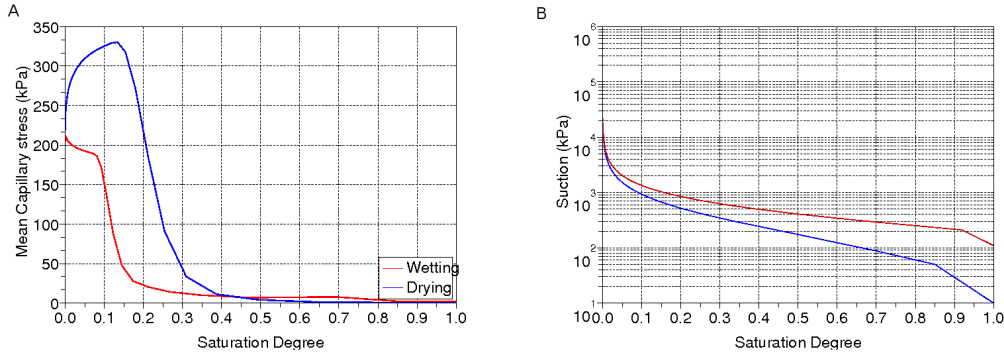 A
350
300
250
200
150
100
50
0
Mean Capillary stress (kPa)
Wetting
Drying
0.0 0.1 0.2 0.3 0.4 0.5 0.6 0.7 0.8 0.9 1.0
Saturation Degree
B
10 6
10 5
10 4
10 3
10 2
10 1
Suction (kPa)
0.0 0.1 0.2 0.3 0.4 0.5 0.6 0.7 0.8 0.9 1.0
Saturation Degree